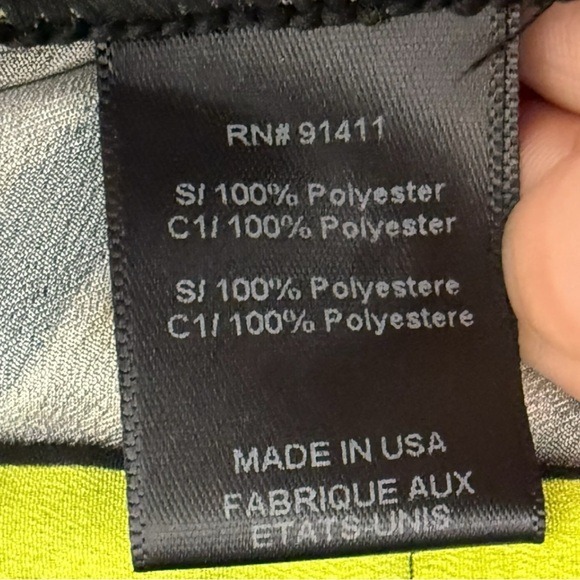 RN# 91411
S/ 100% Polyester
C1/ 100% Polyester
S/ 100% Polyestere
C1/ 100% Polyestere
MADE IN USA
FABRIQUE AUX
ETATS-UNIS